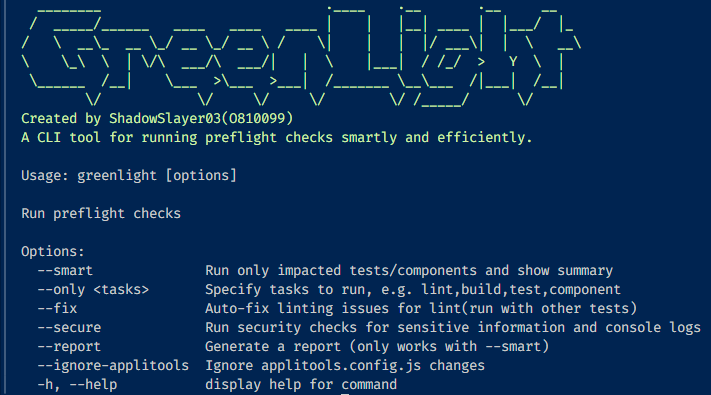 GreenLight
Created by ShadowSlayer03(O810099)
A CLI tool for running preflight checks smartly and efficiently.
Usage: greenlight [options]
Run preflight checks
Options:
--smart Run only impacted tests/components and show summary
--only <tasks> Specify tasks to run, e.g. lint,build,test,component
--fix Auto-fix linting issues for lint(run with other tests)
--secure Run security checks for sensitive information and console logs
--report Generate a report (only works with --smart)
--ignore-applitools Ignore applitools.config.js changes
-h, --help display help for command